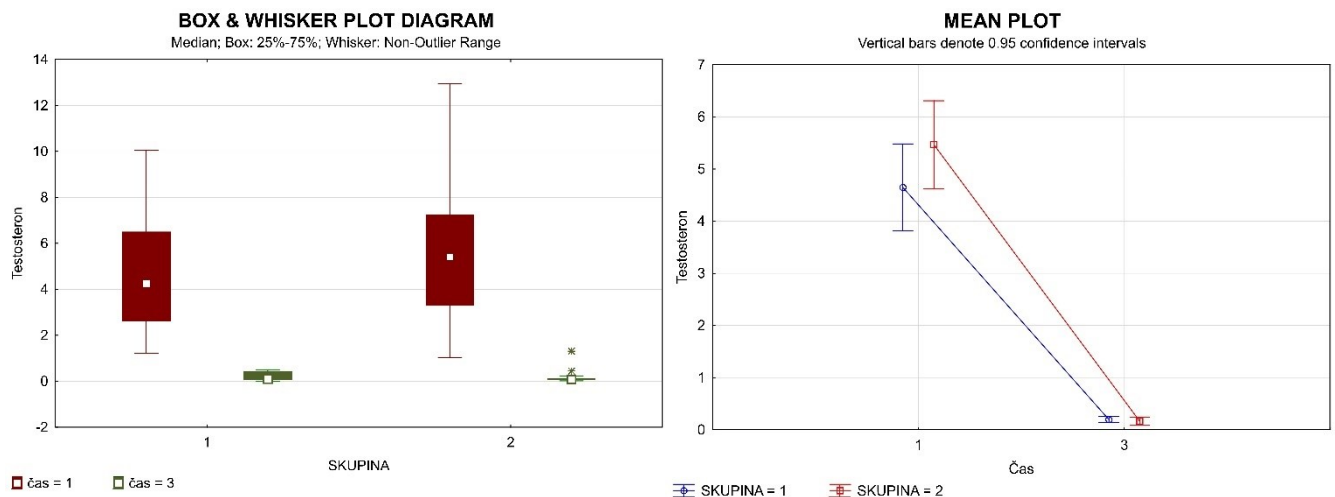 BOX & WHISKER PLOT DIAGRAM
Median; Box: 25%-75%; Whisker: Non-Outlier Range
14
12
10
8
6
4
2
0
-2
Testosteron
1
2
SKUPINA
čas = 1
čas = 3
MEAN PLOT
Vertical bars denote 0.95 confidence intervals
7
6
5
4
3
2
1
0
Testosteron
1
3
Čas
SKUPINA = 1
SKUPINA = 2